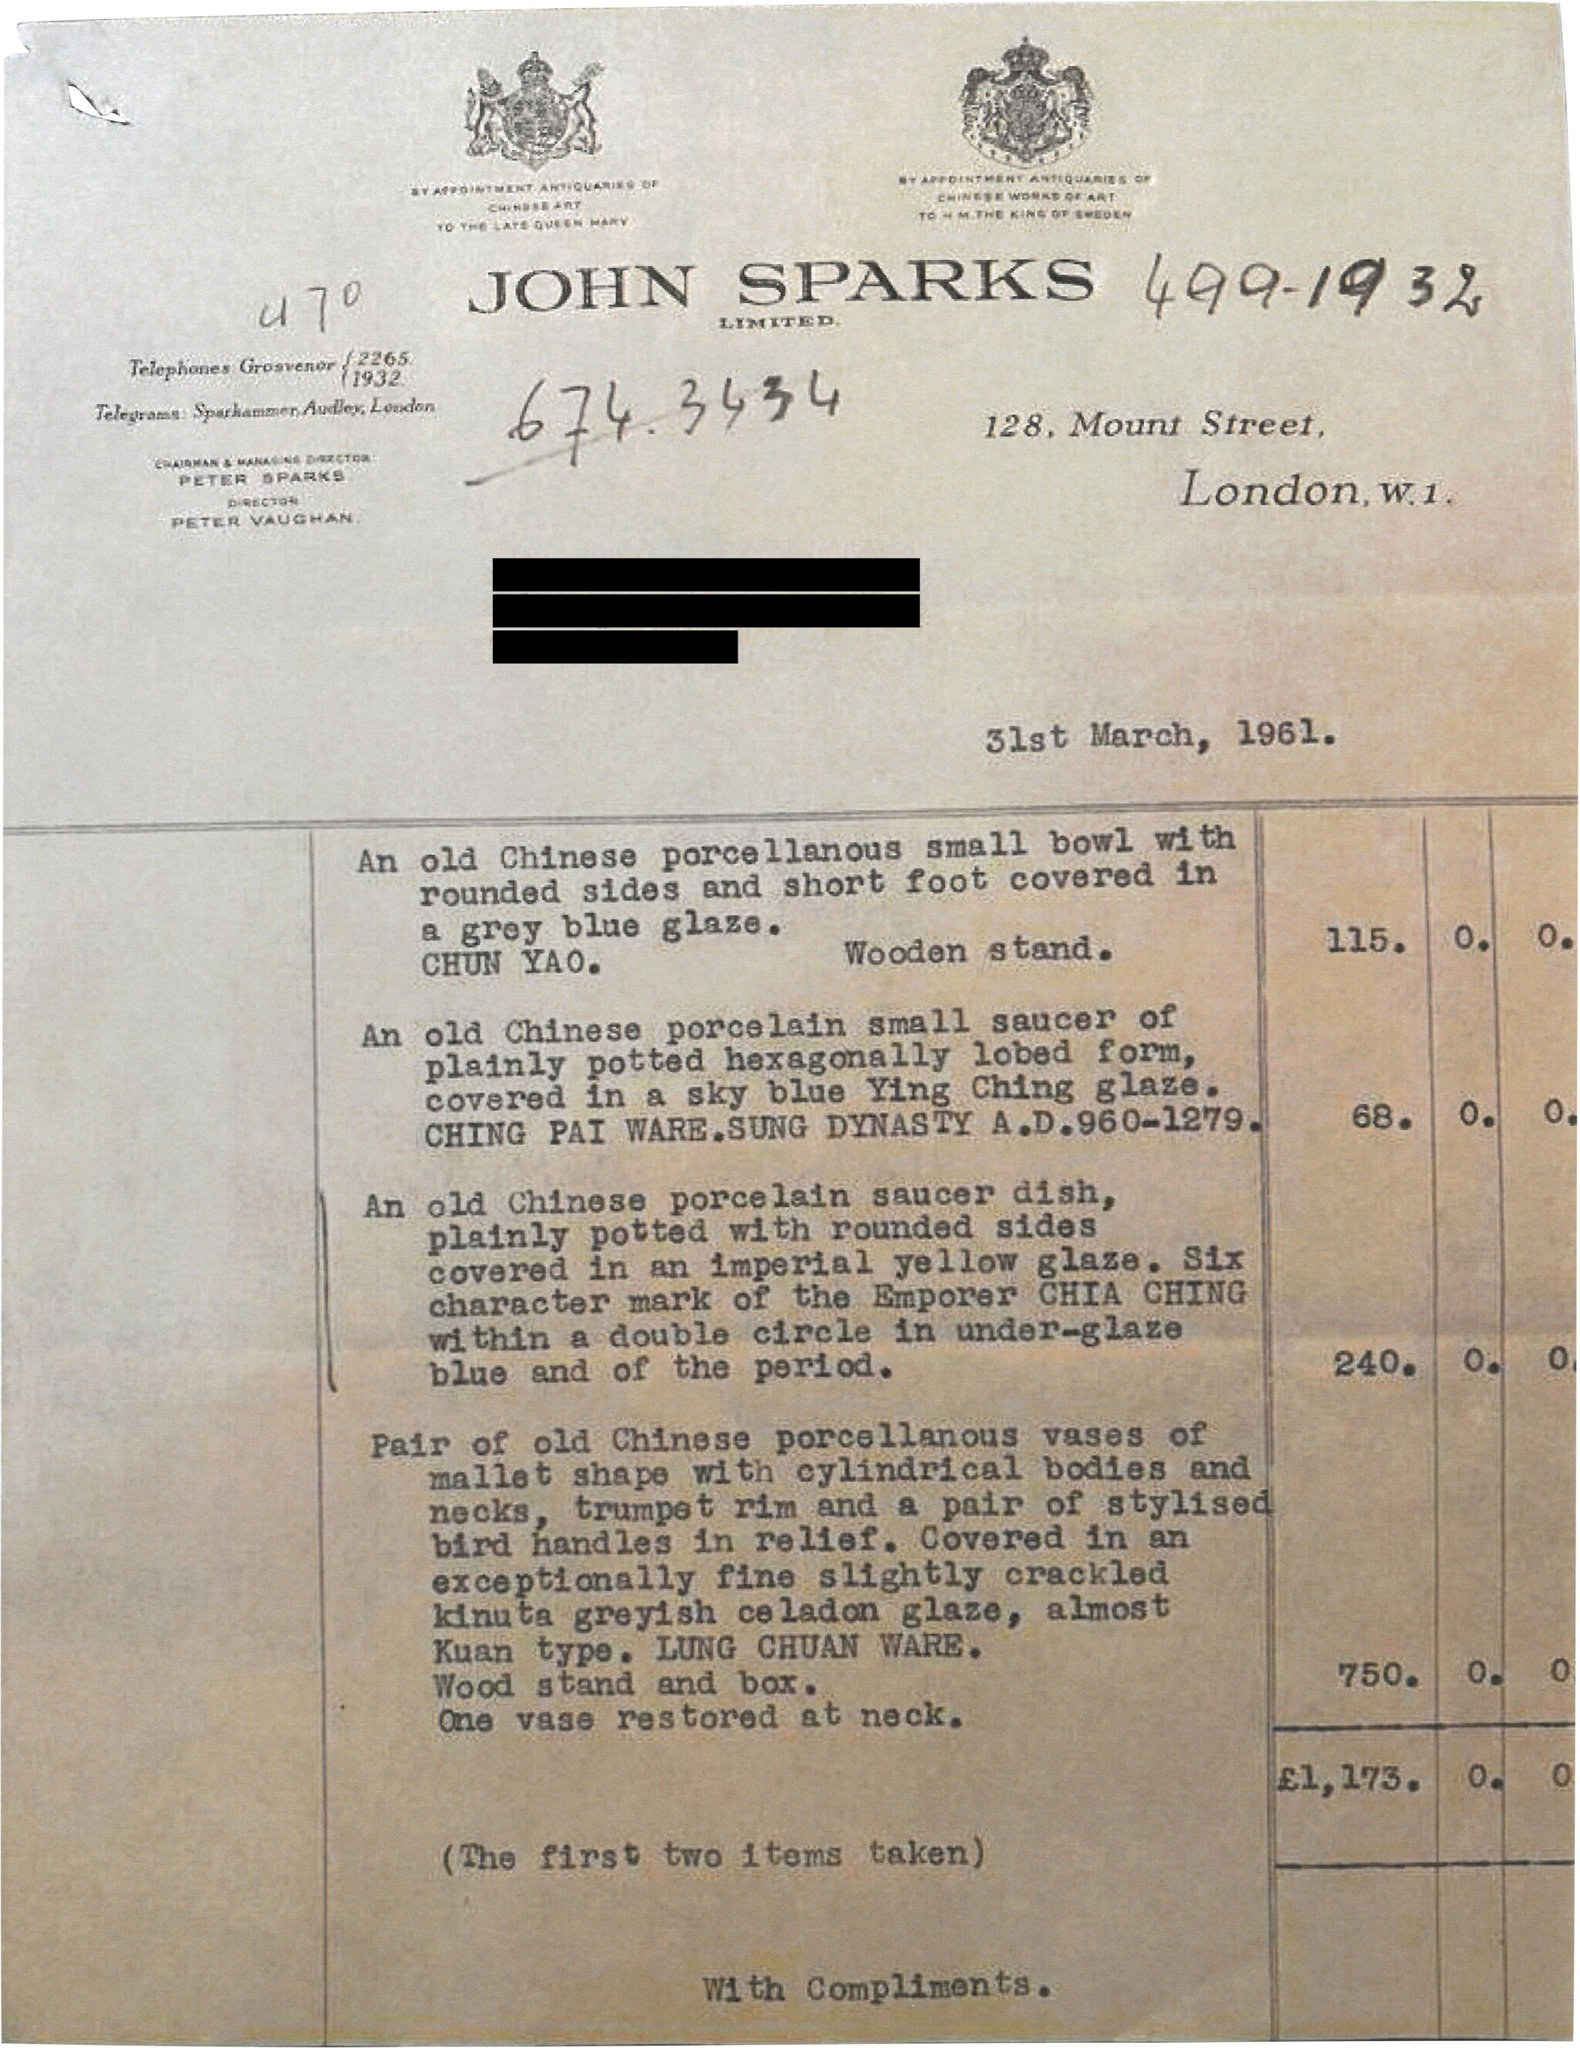 BY APPOINTMENT ANTIQUARIES OF
CHINESE ART
TO THE LATE QUEEN MARY
BY APPOINTMENT ANTIQUARIES OF
CHINESE WORKS OF ART
TO H.M. THE KING OF SWEDEN
JOHN SPARKS
LIMITED.
499-1932
470
Telephones: Grosvenor { 2265.
1932.
Telegrams: Sparkammer, Audley, London
674.3434
128, Mount Street,
London, W.1.
CHAIRMAN & MANAGING DIRECTOR:
PETER SPARKS
DIRECTOR
PETER VAUGHAN.
31st March, 1961.
An old Chinese porcellanous small bowl with
rounded sides and short foot covered in
a grey blue glaze.
CHUN YAO. Wooden stand. 115. 0. 0.
An old Chinese porcelain small saucer of
plainly potted hexagonally lobed form,
covered in a sky blue Ying Ching glaze.
CHING PAI WARE.SUNG DYNASTY A.D.960-1279. 68. 0. 0.
An old Chinese porcelain saucer dish,
plainly potted with rounded sides
covered in an imperial yellow glaze. Six
character mark of the Emporer CHIA CHING
within a double circle in under-glaze
blue and of the period. 240. 0. 0.
Pair of old Chinese porcellanous vases of
mallet shape with cylindrical bodies and
necks, trumpet rim and a pair of stylised
bird handles in relief. Covered in an
exceptionally fine slightly crackled
kinuta greyish celadon glaze, almost
Kuan type. LUNG CHUAN WARE.
Wood stand and box. 750. 0. 0
One vase restored at neck.
£1,173. 0. 0
(The first two items taken)
With Compliments.